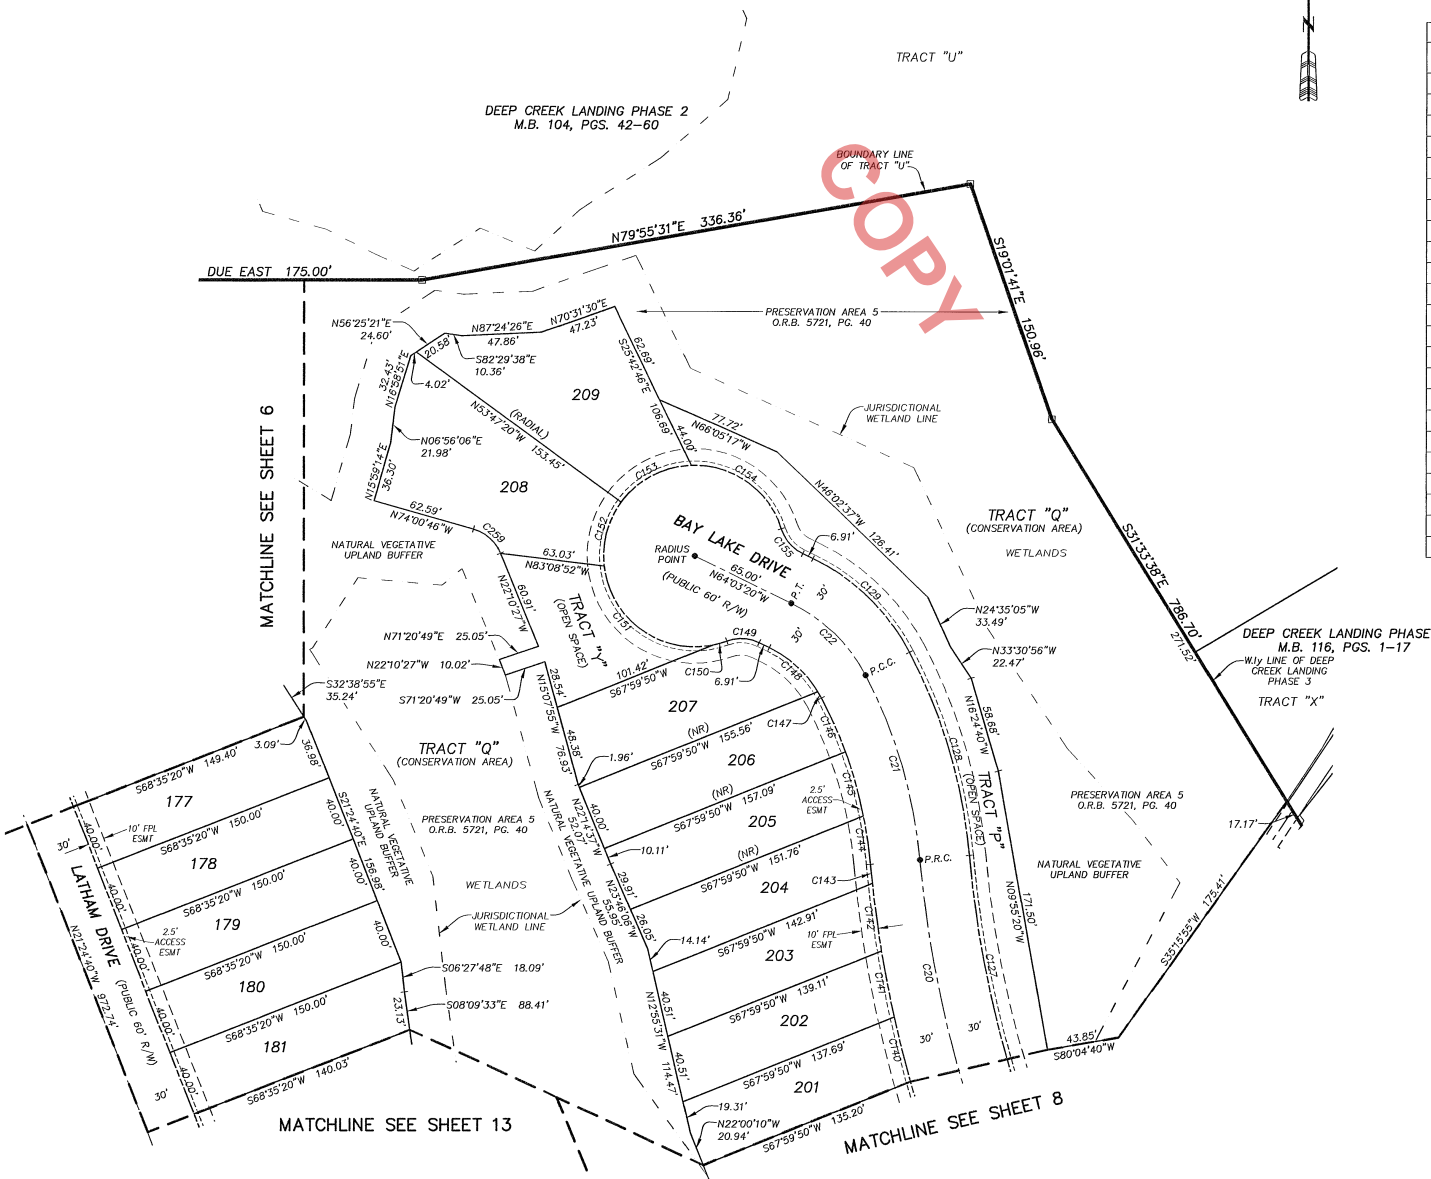 TRACT "U"
N
DEEP CREEK LANDING PHASE 2
M.B. 104, PGS. 42-60
BOUNDARY LINE
OF TRACT "U"
COPY
N79°55'31"E 336.36'
DUE EAST 175.00'
S19°01'41"E 150.96'
N56°25'21"E
24.60'
20.58'
N87°24'26"E
47.86'
N70°31'30"E
47.23'
PRESERVATION AREA 5
O.R.B. 5721, PG. 40
S82°29'38"E
10.36'
4.02'
32.43'
N16°58'51"E
62.69'
S25°42'46"E
106.69'
44.00'
209
(RADIAL)
N53°47'20"W 153.45'
77.72'
N66°05'17"W
JURISDICTIONAL
WETLAND LINE
MATCHLINE SEE SHEET 6
N06°56'06"E
21.98'
N15°59'14"E
36.30'
208
C153
C154
C152
N46°02'37"W 126.41'
62.59'
N74°00'46"W
C259
TRACT "Q"
(CONSERVATION AREA)
WETLANDS
BAY LAKE DRIVE
(PUBLIC 60' R/W)
RADIUS
POINT
65.00'
N64°03'20"W
C155
6.91'
NATURAL VEGETATIVE
UPLAND BUFFER
63.03'
N83°08'52"W
P.T.
30'
C129
S31°33'38"E 786.70'
271.52'
60.91'
N22°10'27"W
TRACT "Y"
(OPEN SPACE)
C151
N24°35'05"W
33.49'
N71°20'49"E 25.05'
N22°10'27"W 10.02'
S71°20'49"W 25.05'
C149
30'
C22
C150
6.91'
C148
P.C.C.
N33°30'56"W
22.47'
DEEP CREEK LANDING PHASE
M.B. 116, PGS. 1-17
W.ly LINE OF DEEP
CREEK LANDING
PHASE 3
TRACT "X"
S32°38'55"E
35.24'
101.42'
S67°59'50"W
28.54'
N15°07'55"W 76.93'
48.38'
207
C147
C146
58.68'
N16°24'40"W
3.09'
S68°35'20"W 149.40'
36.98'
TRACT "Q"
(CONSERVATION AREA)
(NR)
S67°59'50"W 155.56'
206
1.96'
C128
C21
TRACT "P"
(OPEN SPACE)
177
10' FPL
ESMT
30'
40.00'
S68°35'20"W 150.00'
40.00'
S21°24'40"E 156.98'
NATURAL VEGETATIVE
UPLAND BUFFER
PRESERVATION AREA 5
O.R.B. 5721, PG. 40
NATURAL VEGETATIVE UPLAND BUFFER
40.00'
N22°14'37"W
52.07'
10.11'
(NR)
S67°59'50"W 157.09'
205
2.5'
ACCESS
ESMT
C145
C144
PRESERVATION AREA 5
O.R.B. 5721, PG. 40
17.17'
178
LATHAM DRIVE
(PUBLIC 60' R/W)
N21°24'40"W 972.74'
40.00'
S68°35'20"W 150.00'
40.00'
WETLANDS
29.91'
N23°46'06"W
55.95'
26.05'
(NR)
S67°59'50"W 151.76'
204
C143
P.R.C.
NATURAL VEGETATIVE
UPLAND BUFFER
179
2.5'
ACCESS
ESMT
40.00'
S68°35'20"W 150.00'
40.00'
JURISDICTIONAL
WETLAND LINE
14.14'
S67°59'50"W 142.91'
203
10' FPL
ESMT
C142
171.50'
N09°55'20"W
S35°15'55"W 175.41'
180
40.00'
S68°35'20"W 150.00'
S06°27'48"E 18.09'
S08°09'33"E 88.41'
23.13'
40.51'
N12°55'31"W 114.47'
40.51'
S67°59'50"W 139.11'
202
C141
C20
C127
181
40.00'
S68°35'20"W 140.03'
30'
S67°59'50"W 137.69'
201
C140
30'
30'
43.85'
S80°04'40"W
19.31'
N22°00'10"W
20.94'
S67°59'50"W 135.20'
MATCHLINE SEE SHEET 13
MATCHLINE SEE SHEET 8